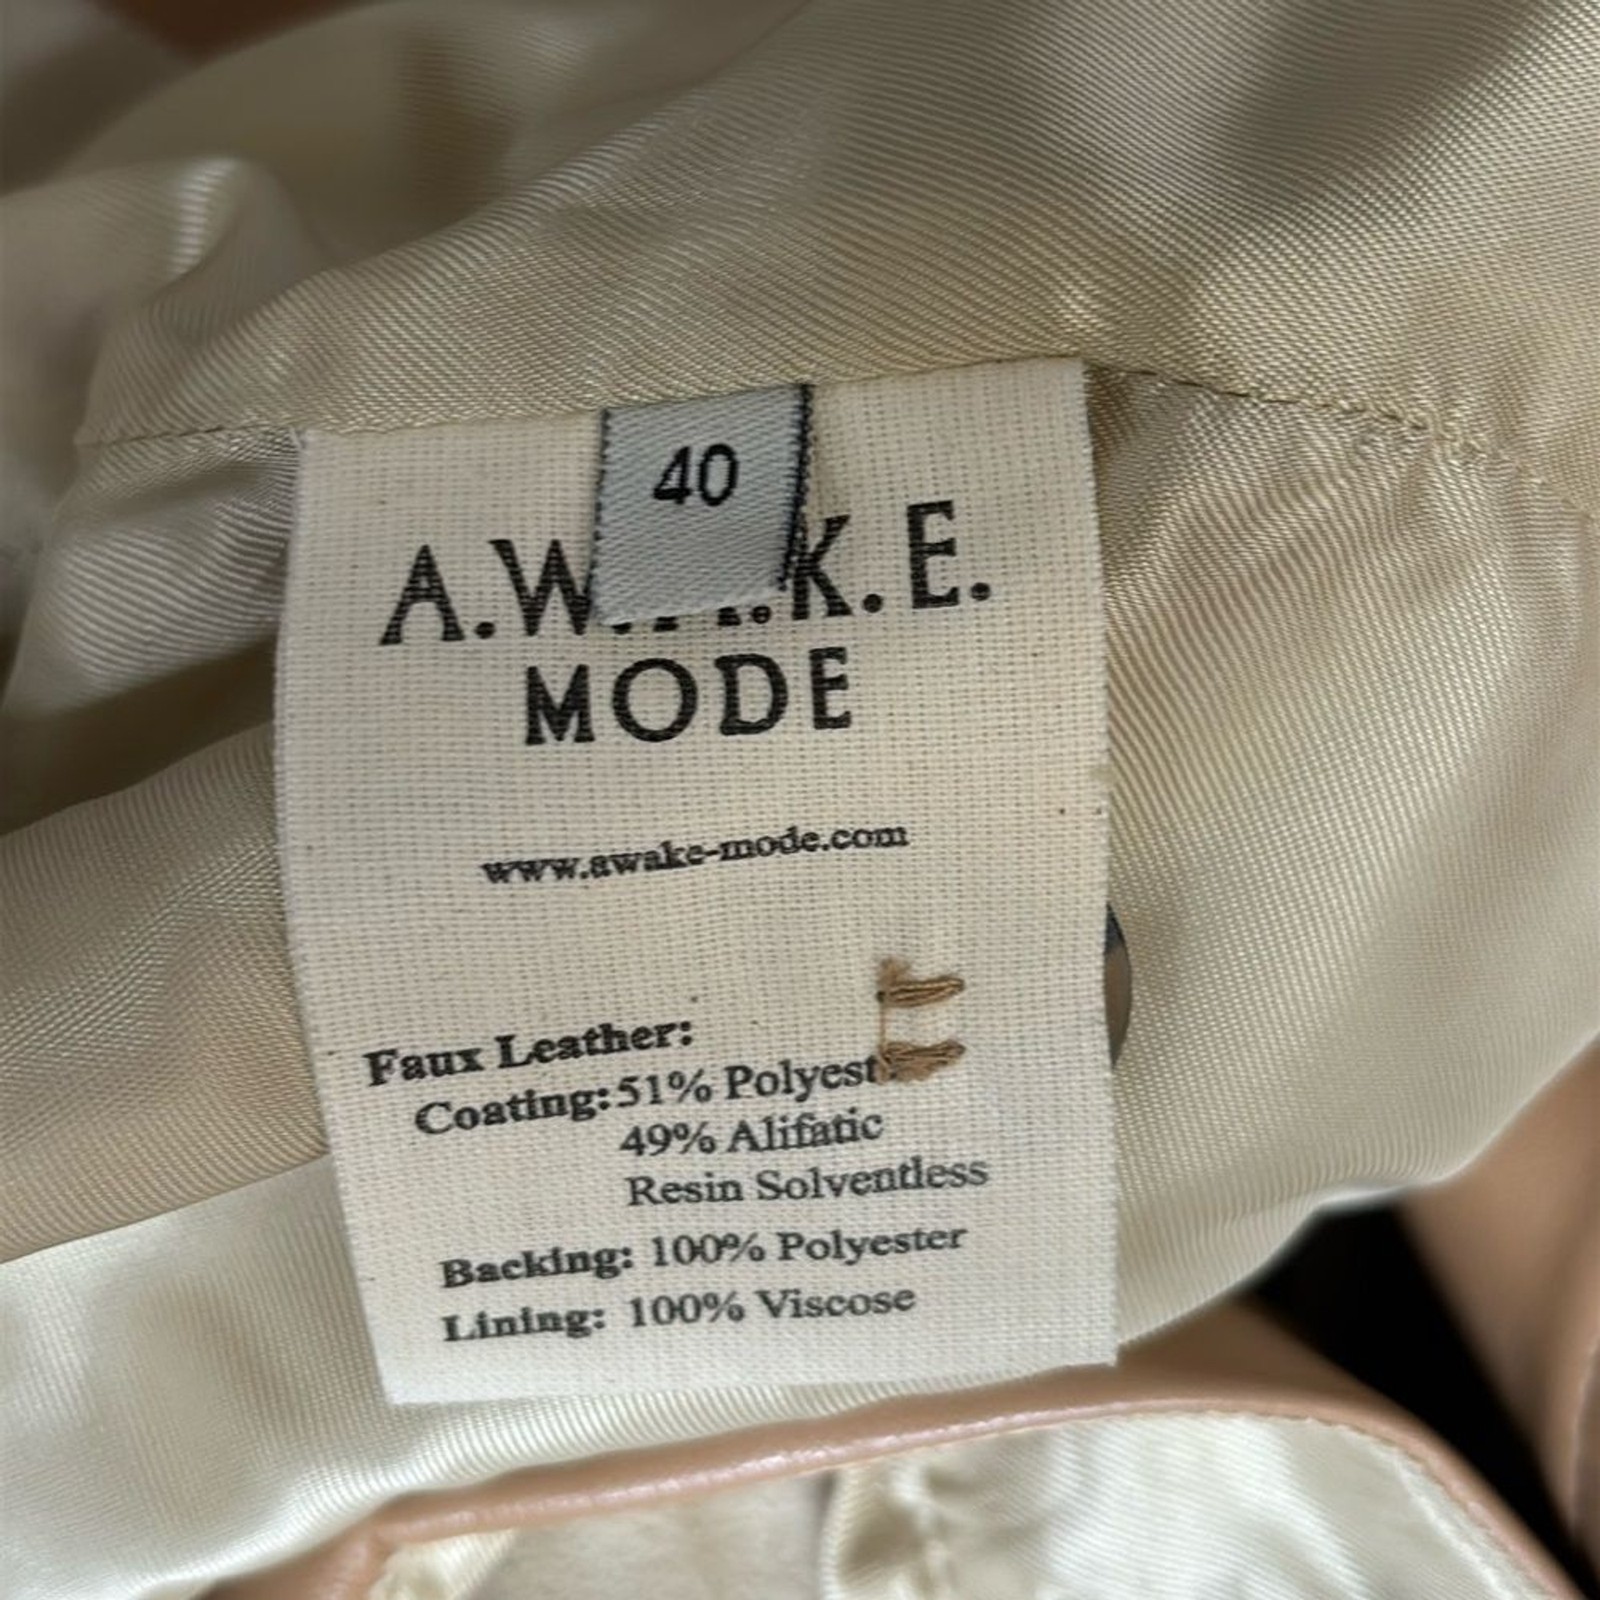 40
A.W.A.K.E.
MODE
www.awake-mode.com
Faux Leather:
Coating: 51% Polyest
49% Alifatic
Resin Solventless
Backing: 100% Polyester
Lining: 100% Viscose